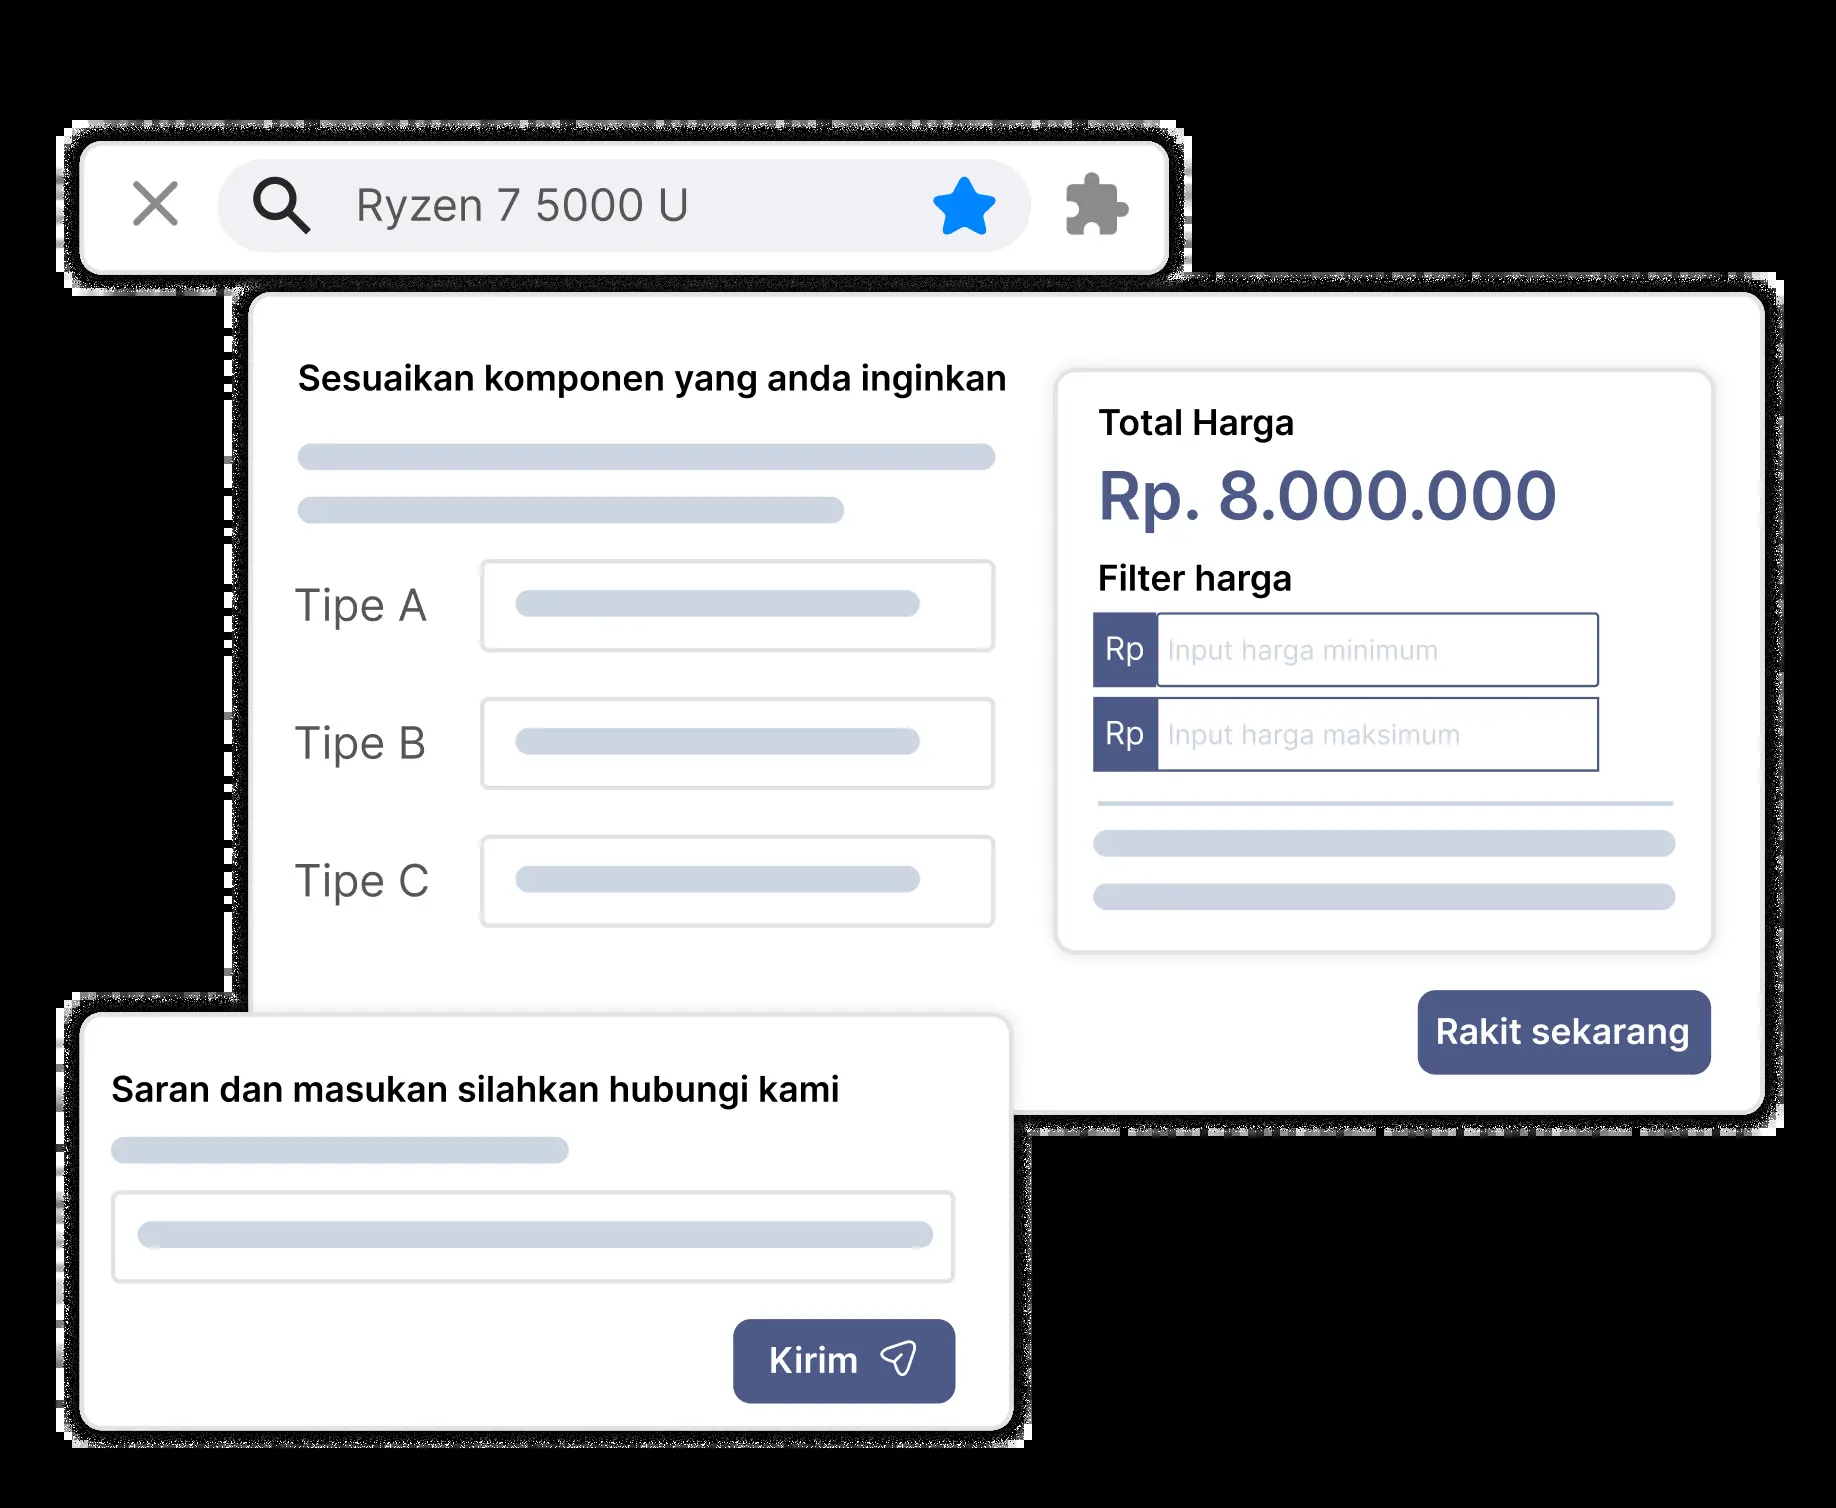 Ryzen 7 5000 U
Sesuaikan komponen yang anda inginkan
Tipe A
Tipe B
Tipe C
Total Harga
Rp. 8.000.000
Filter harga
Rp Input harga minimum
Rp Input harga maksimum
Rakit sekarang
Saran dan masukan silahkan hubungi kami
Kirim